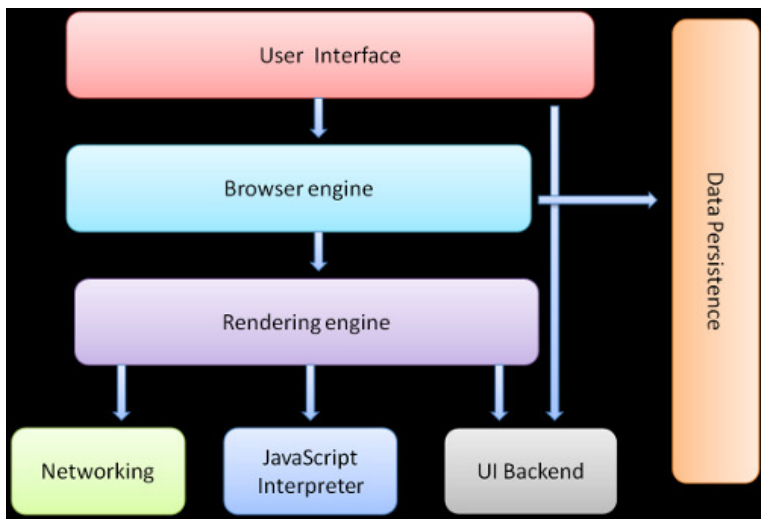 User Interface
Browser engine
Data Persistence
Rendering engine
Networking
JavaScript
Interpreter
UI Backend